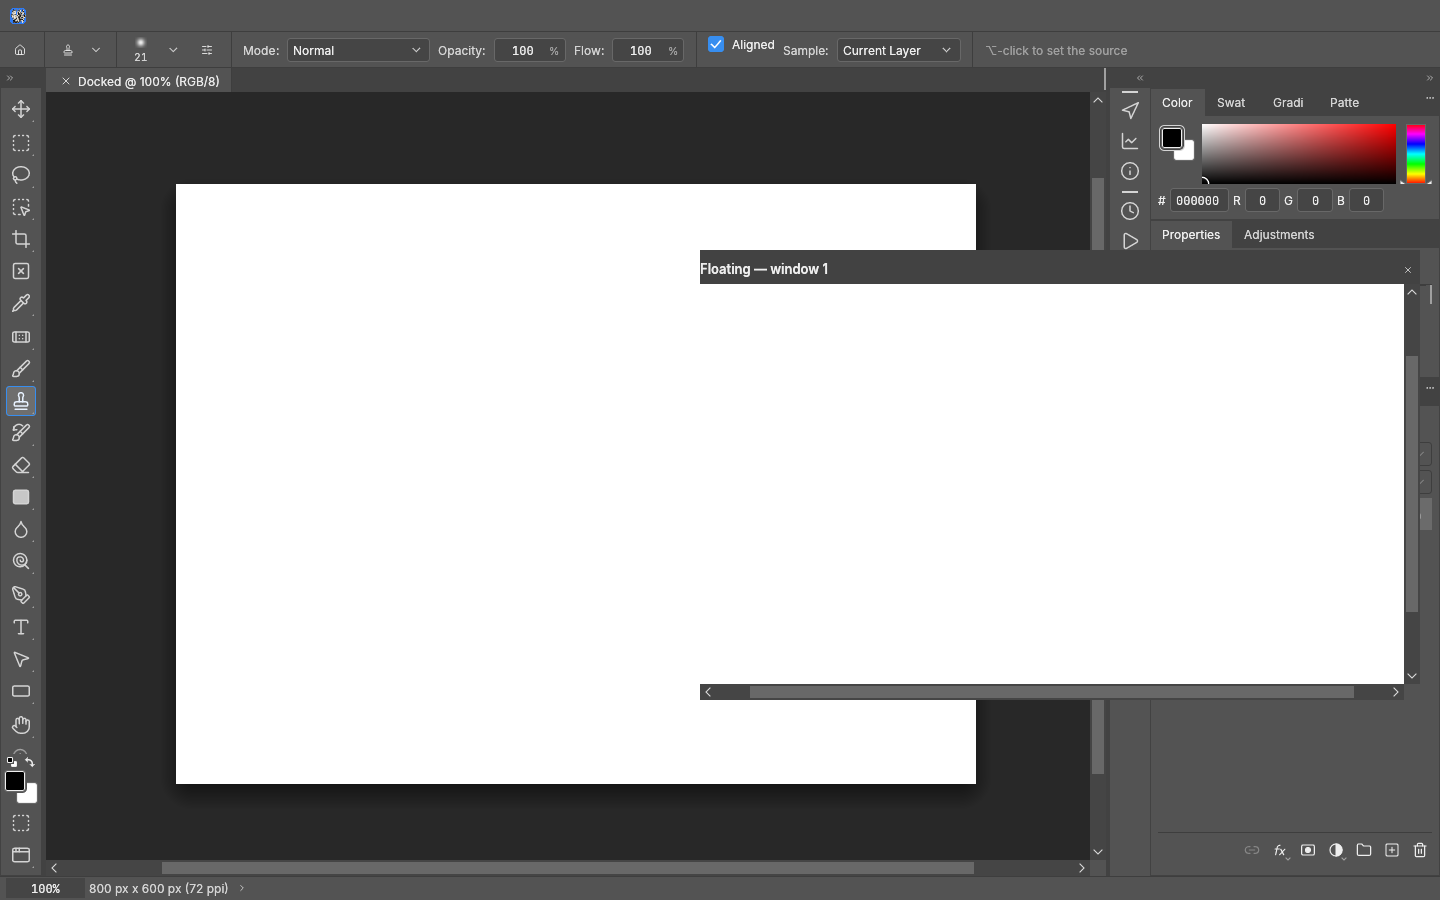 21
Mode: Normal
Opacity: 100 %
Flow: 100 %
Aligned
Sample: Current Layer
⌥-click to set the source
Docked @ 100% (RGB/8)
Color
Swat
Gradi
Patte
# 000000 R 0 G 0 B 0
Properties
Adjustments
Floating — window 1
fx
100%
800 px x 600 px (72 ppi)